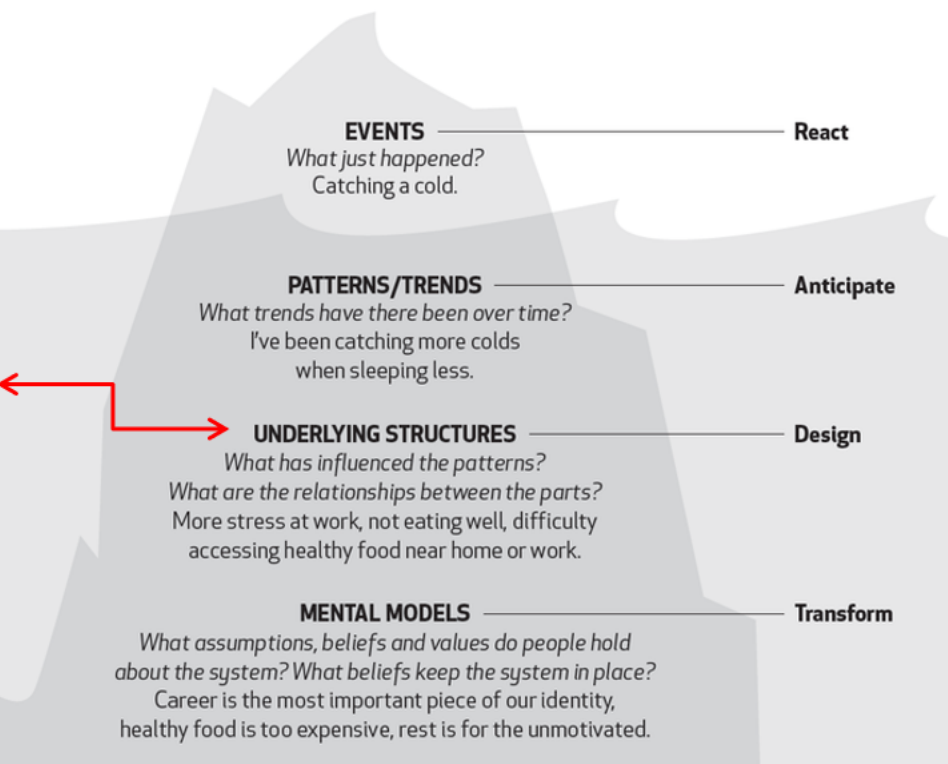 EVENTS React
What just happened?
Catching a cold.
PATTERNS/TRENDS Anticipate
What trends have there been over time?
I've been catching more colds
when sleeping less.
UNDERLYING STRUCTURES Design
What has influenced the patterns?
What are the relationships between the parts?
More stress at work, not eating well, difficulty
accessing healthy food near home or work.
MENTAL MODELS Transform
What assumptions, beliefs and values do people hold
about the system? What beliefs keep the system in place?
Career is the most important piece of our identity,
healthy food is too expensive, rest is for the unmotivated.